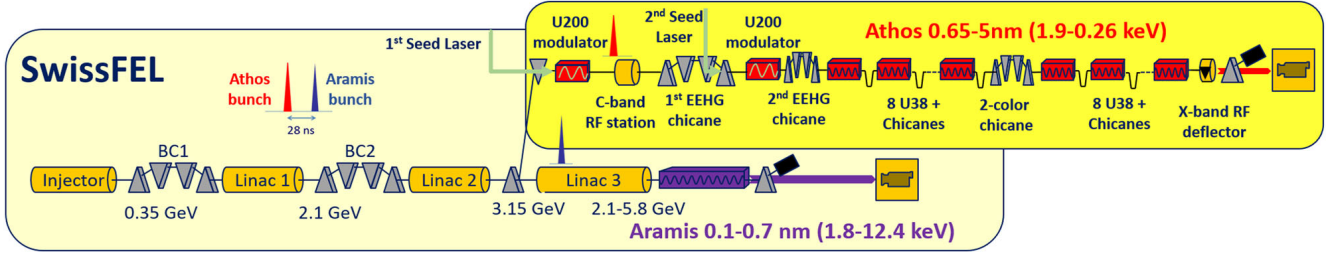 SwissFEL
1st Seed Laser
U200
modulator
2nd Seed
Laser
U200
modulator
Athos 0.65-5nm (1.9-0.26 keV)
C-band
RF station
1st EEHG
chicane
2nd EEHG
chicane
8 U38 +
Chicanes
2-color
chicane
8 U38 +
Chicanes
X-band RF
deflector
Athos
bunch
Aramis
bunch
28 ns
Injector
BC1
Linac 1
BC2
Linac 2
Linac 3
0.35 GeV
2.1 GeV
3.15 GeV
2.1-5.8 GeV
Aramis 0.1-0.7 nm (1.8-12.4 keV)